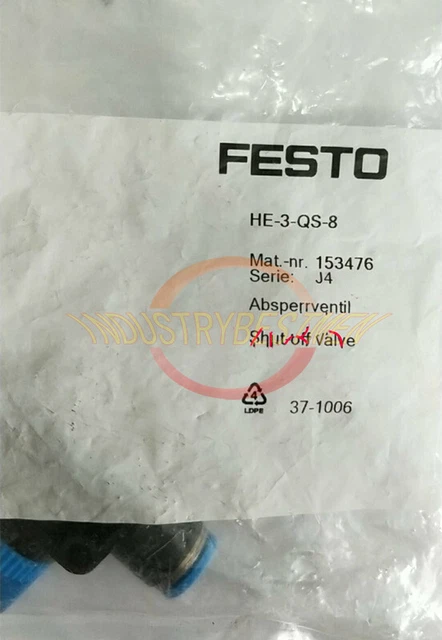 FESTO
HE-3-QS-8
Mat.-nr. 153476
Serie: J4
Absperrventil
Shut-off valve
4
LDPE
37-1006